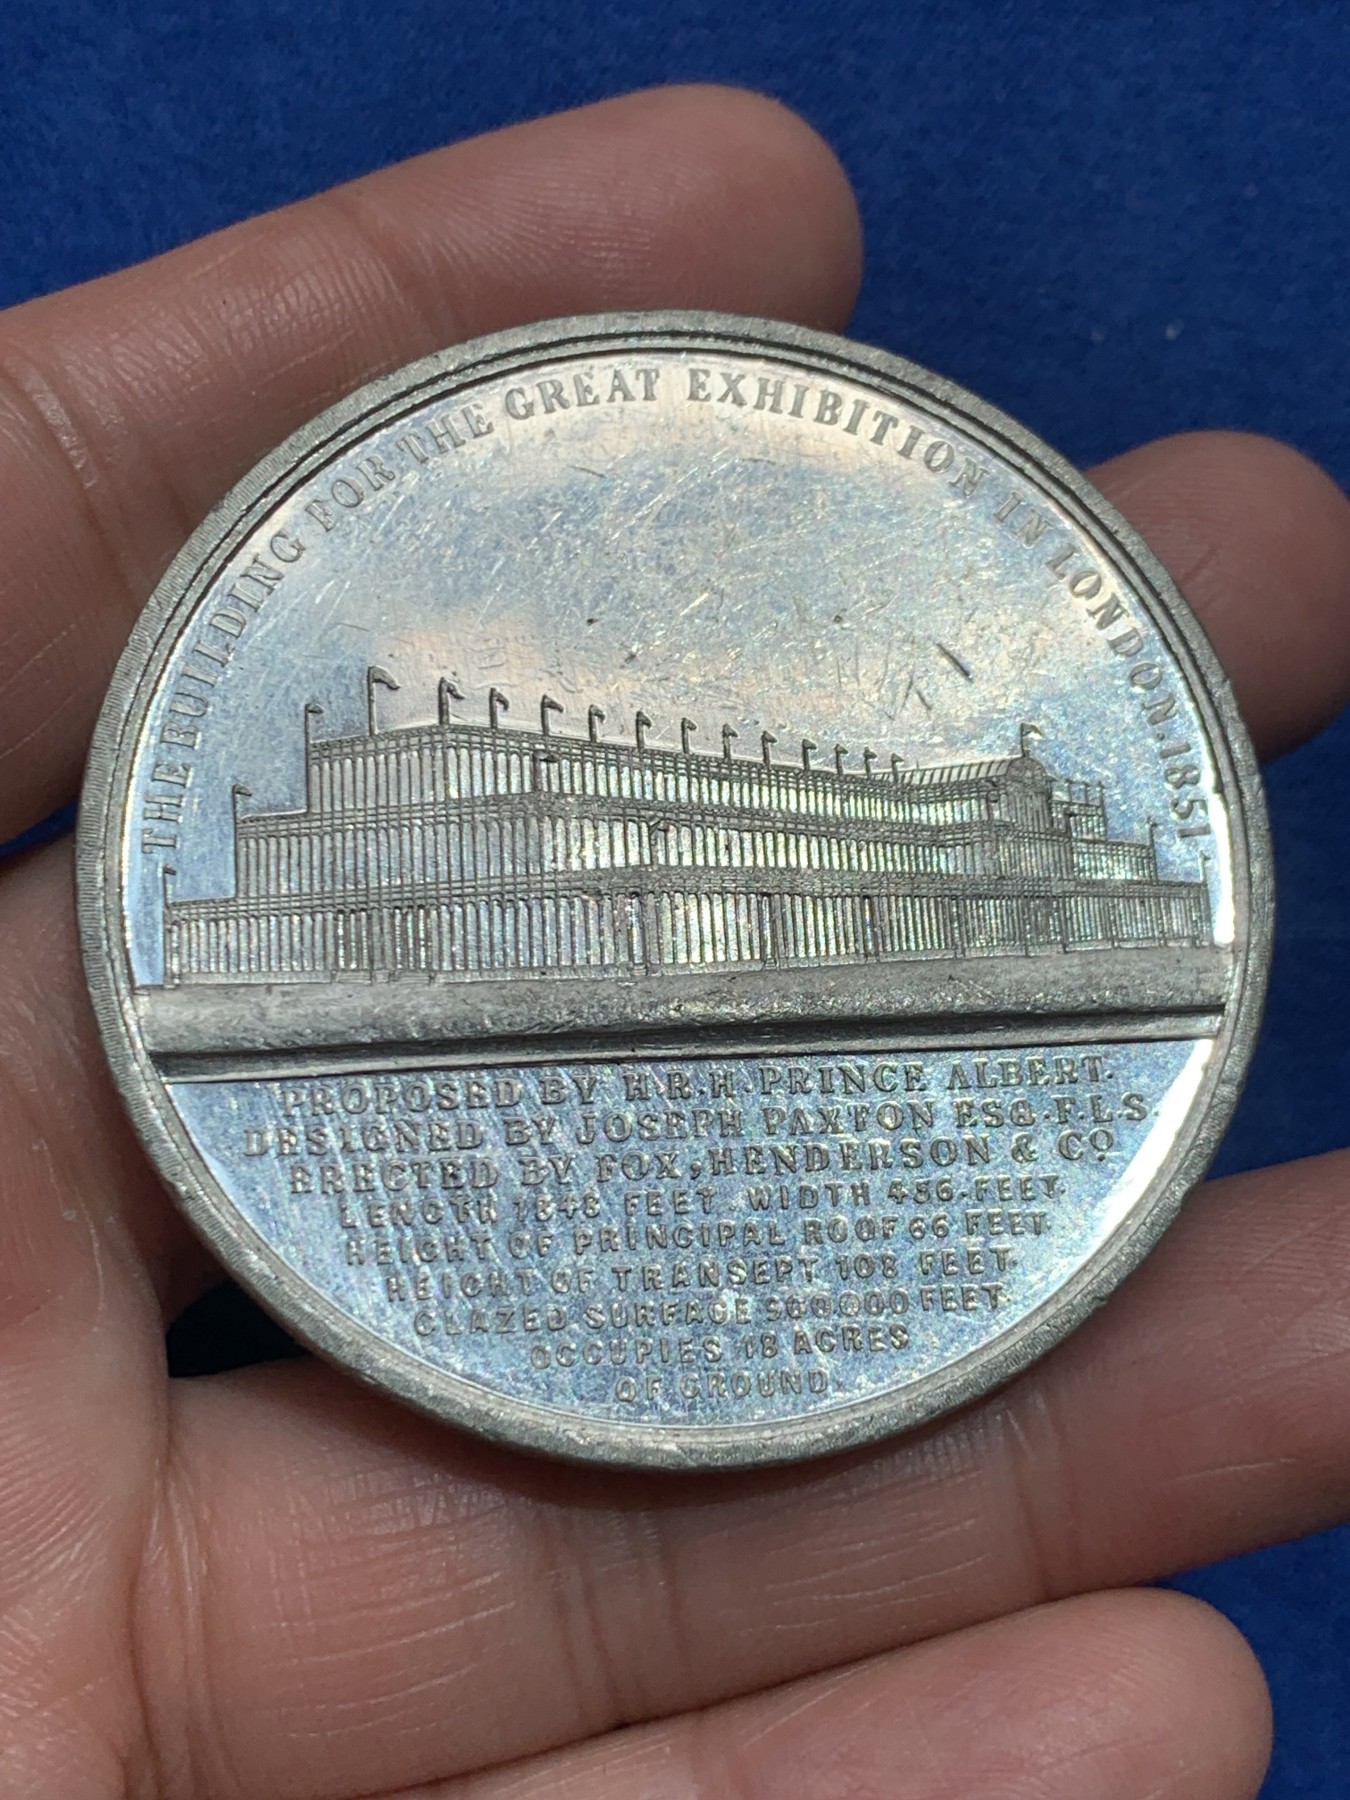 THE BUILDING FOR THE GREAT EXHIBITION IN LONDON. 1851
PROPOSED BY H.R.H. PRINCE ALBERT.
DESIGNED BY JOSEPH PAXTON ESQ. F.L.S.
ERECTED BY FOX, HENDERSON & CO
LENGTH 1848 FEET. WIDTH 456. FEET.
HEIGHT OF PRINCIPAL ROOF 66 FEET.
HEIGHT OF TRANSEPT 108 FEET.
GLAZED SURFACE 900,000 FEET.
OCCUPIES 18 ACRES
OF GROUND.